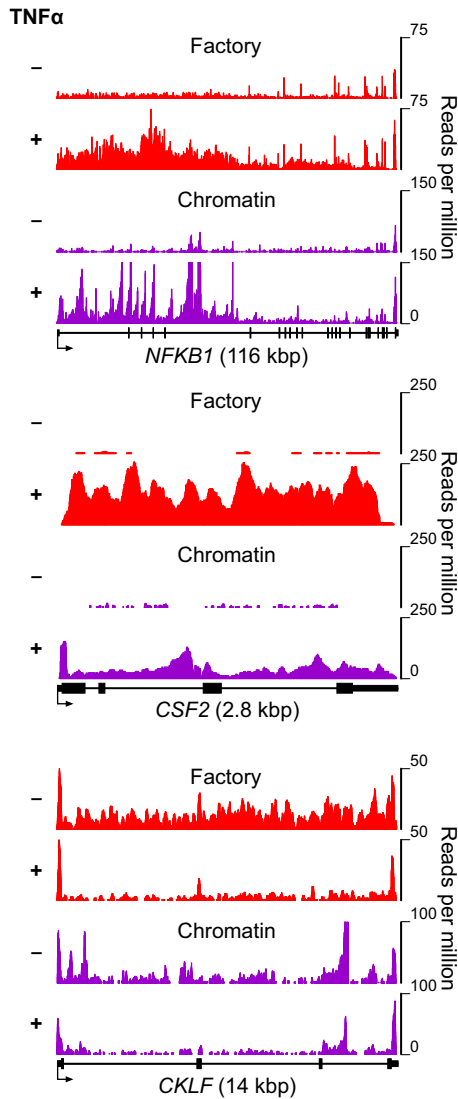 TNFα
75
– Factory
75
+
Reads per million
150
– Chromatin
150
+
0
NFKB1 (116 kbp)
250
– Factory
250
+
Reads per million
250
– Chromatin
250
+
0
CSF2 (2.8 kbp)
50
– Factory
50
+
Reads per million
100
– Chromatin
100
+
0
CKLF (14 kbp)